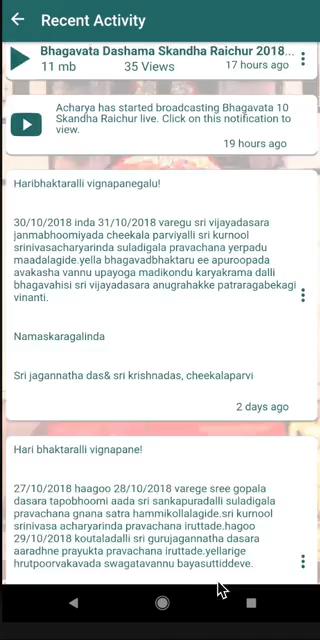 Recent Activity
Bhagavata Dashama Skandha Raichur 2018...
11 mb 35 Views 17 hours ago
Acharya has started broadcasting Bhagavata 10
Skandha Raichur live. Click on this notification to
view.
19 hours ago
Haribhaktaralli vignapanegalu!
30/10/2018 inda 31/10/2018 varegu sri vijayadasara
janmabhoomiyada cheekala parviyalli sri kurnool
srinivasacharyarinda suladigala pravachana yerpadu
maadalagide.yella bhagavadbhaktaru ee apuroopada
avakasha vannu upayoga madikondu karyakrama dalli
bhagavahisi sri vijayadasara anugrahakke patraragabekagi
vinanti.
Namaskaragalinda
Sri jagannatha das& sri krishnadas, cheekalaparvi
2 days ago
Hari bhaktaralli vignapane!
27/10/2018 haagoo 28/10/2018 varege sree gopala
dasara tapobhoomi aada sri sankapuradalli suladigala
pravachana gnana satra hammikollalagide.sri kurnool
srinivasa acharyarinda pravachana iruttade.hagoo
29/10/2018 koutaladalli sri gurujagannatha dasara
aaradhne prayukta pravachana iruttade.yellarige
hrutpoorvakavada swagatavannu bayasuttiddeve.